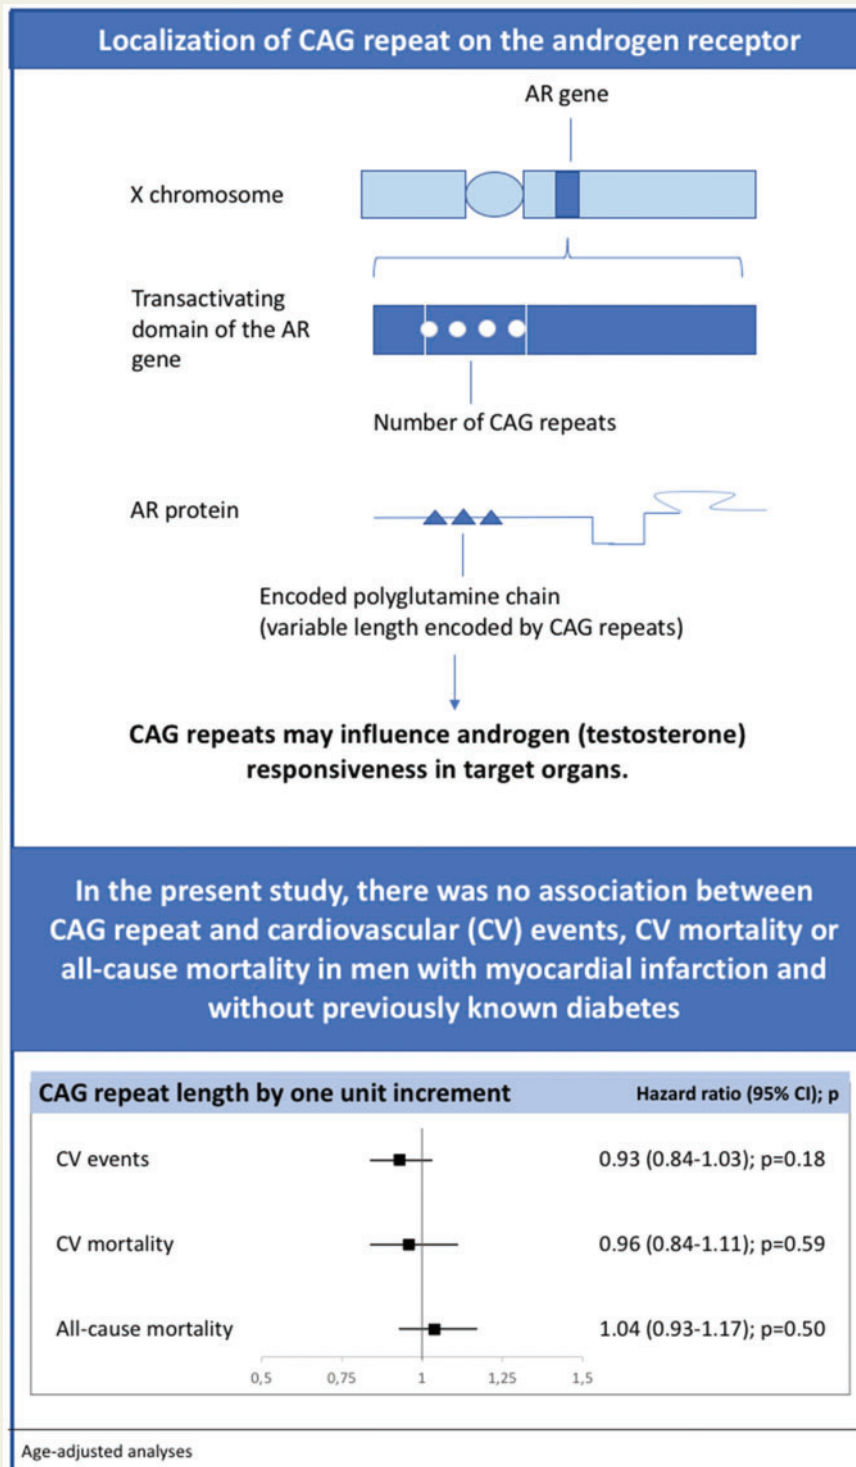 Localization of CAG repeat on the androgen receptor
AR gene
X chromosome
Transactivating
domain of the AR
gene
Number of CAG repeats
AR protein
Encoded polyglutamine chain
(variable length encoded by CAG repeats)
CAG repeats may influence androgen (testosterone)
responsiveness in target organs.
In the present study, there was no association between
CAG repeat and cardiovascular (CV) events, CV mortality or
all-cause mortality in men with myocardial infarction and
without previously known diabetes
CAG repeat length by one unit increment Hazard ratio (95% CI); p
CV events 0.93 (0.84-1.03); p=0.18
CV mortality 0.96 (0.84-1.11); p=0.59
All-cause mortality 1.04 (0.93-1.17); p=0.50
0,5 0,75 1 1,25 1,5
Age-adjusted analyses